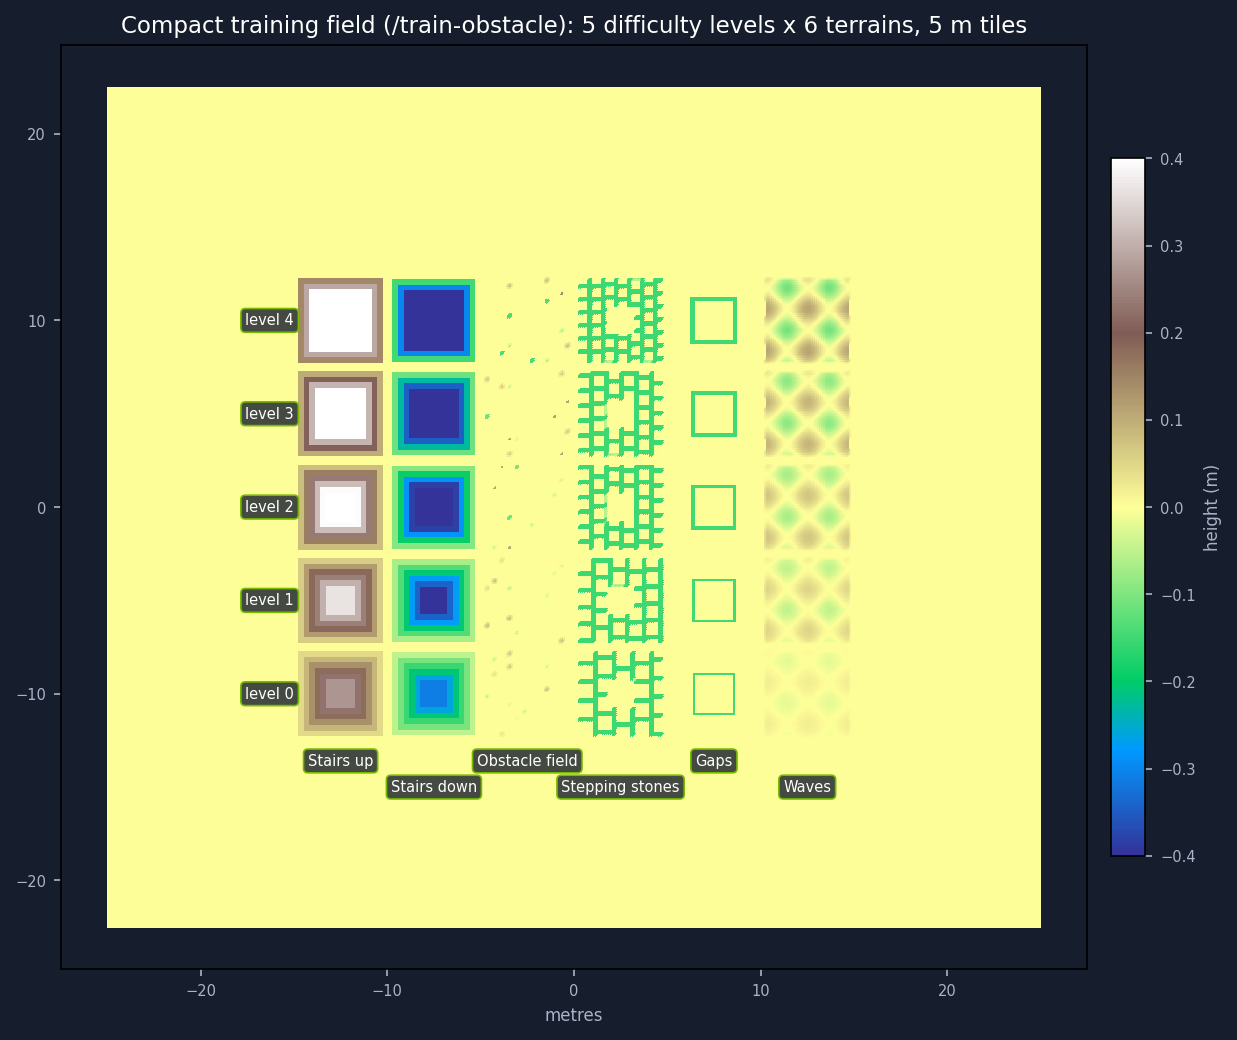 Compact training field (/train-obstacle): 5 difficulty levels x 6 terrains, 5 m tiles
20
10
0
−10
−20
level 4
level 3
level 2
level 1
level 0
Stairs up
Obstacle field
Gaps
Stairs down
Stepping stones
Waves
−20
−10
0
10
20
metres
0.4
0.3
0.2
0.1
0.0
−0.1
−0.2
−0.3
−0.4
height (m)